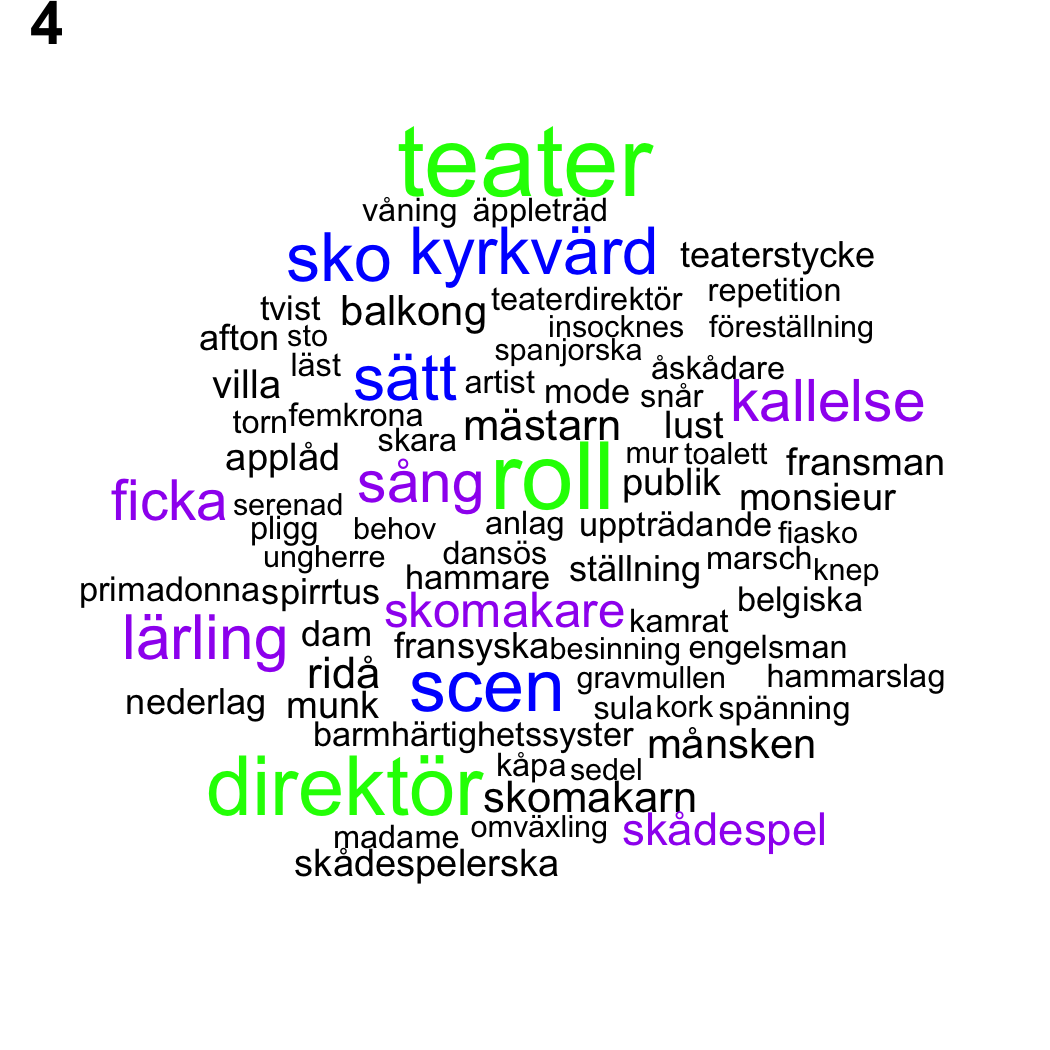 4
teater
våning äppleträd
sko kyrkvärd teaterstycke
tvist balkong teaterdirektör repetition
afton sto insocknes föreställning
läst spanjorska åskådare
villa sätt artist mode snår kallelse
torn femkrona mästarn lust
skara
applåd sång roll mur toalett fransman
ficka serenad publik monsieur
pligg behov anlag uppträdande fiasko
ungherre dansös ställning marsch knep
primadonna spirrtus hammare belgiska
lärling dam skomakare kamrat
fransyska besinning engelsman
ridå scen gravmullen hammarslag
nederlag munk sula kork spänning
barmhärtighetssyster månsken
direktör kåpa sedel
skomakarn
madame omväxling skådespel
skådespelerska